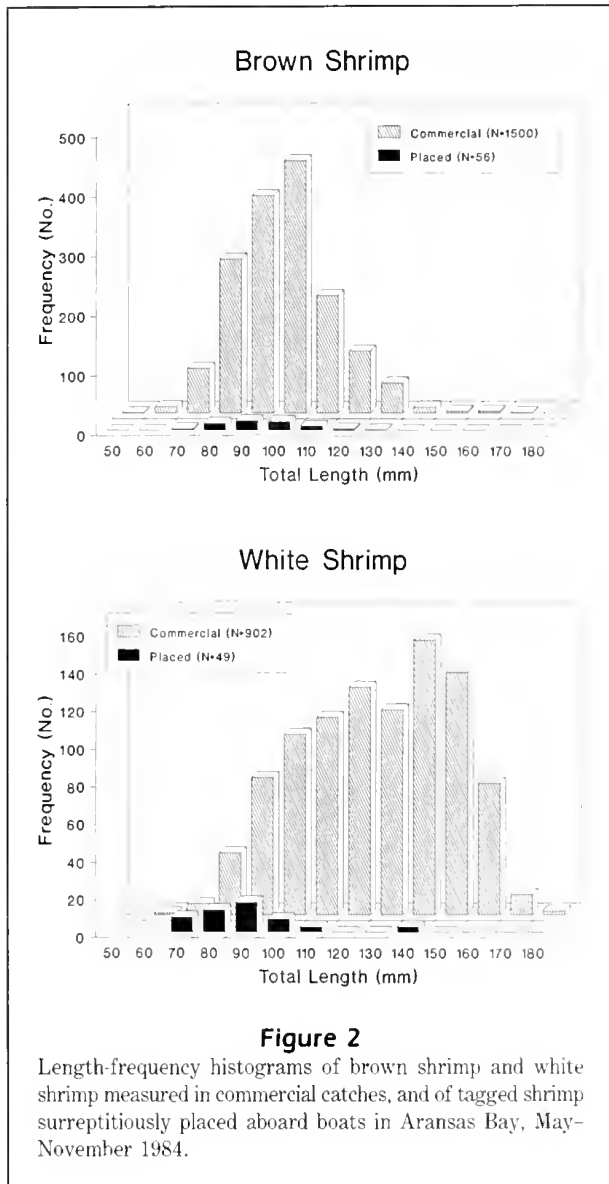 Brown Shrimp
Commercial (N=1500)
Placed (N=56)
Frequency (No.)
500
400
300
200
100
0
50 60 70 80 90 100 110 120 130 140 150 160 170 180
Total Length (mm)
White Shrimp
Commercial (N=902)
Placed (N=49)
Frequency (No.)
160
140
120
100
80
60
40
20
0
50 60 70 80 90 100 110 120 130 140 150 160 170 180
Total Length (mm)
Figure 2
Length-frequency histograms of brown shrimp and white
shrimp measured in commercial catches, and of tagged shrimp
surreptitiously placed aboard boats in Aransas Bay, May–
November 1984.